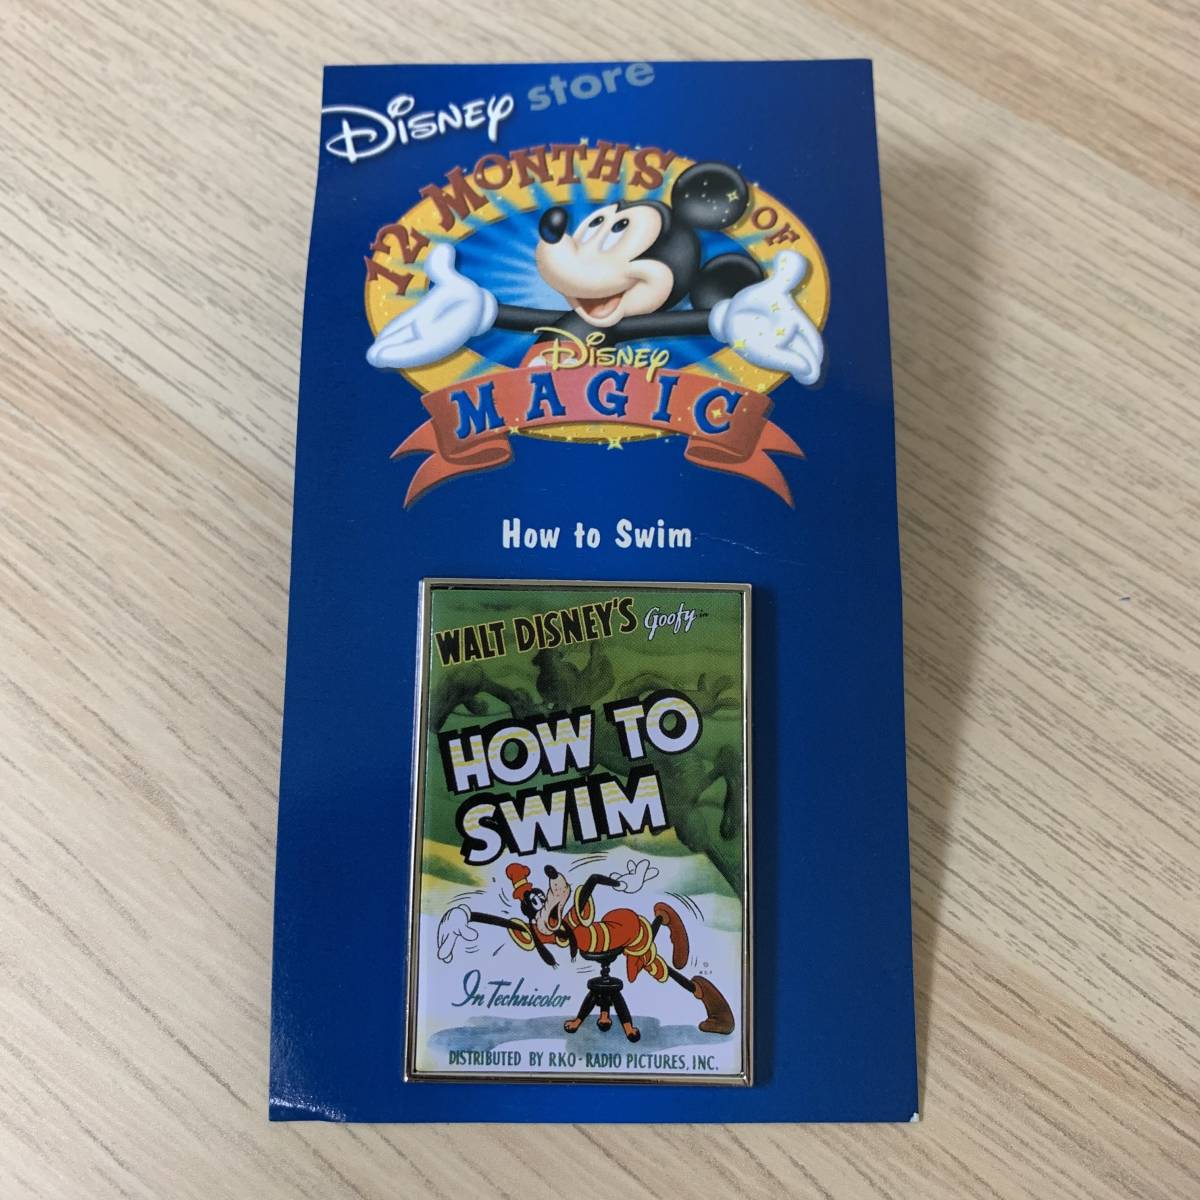 Disney store
12 MONTHS OF
Disney
MAGIC
How to Swim
WALT DISNEY'S Goofy in
HOW TO
SWIM
In Technicolor
DISTRIBUTED BY RKO-RADIO PICTURES, INC.